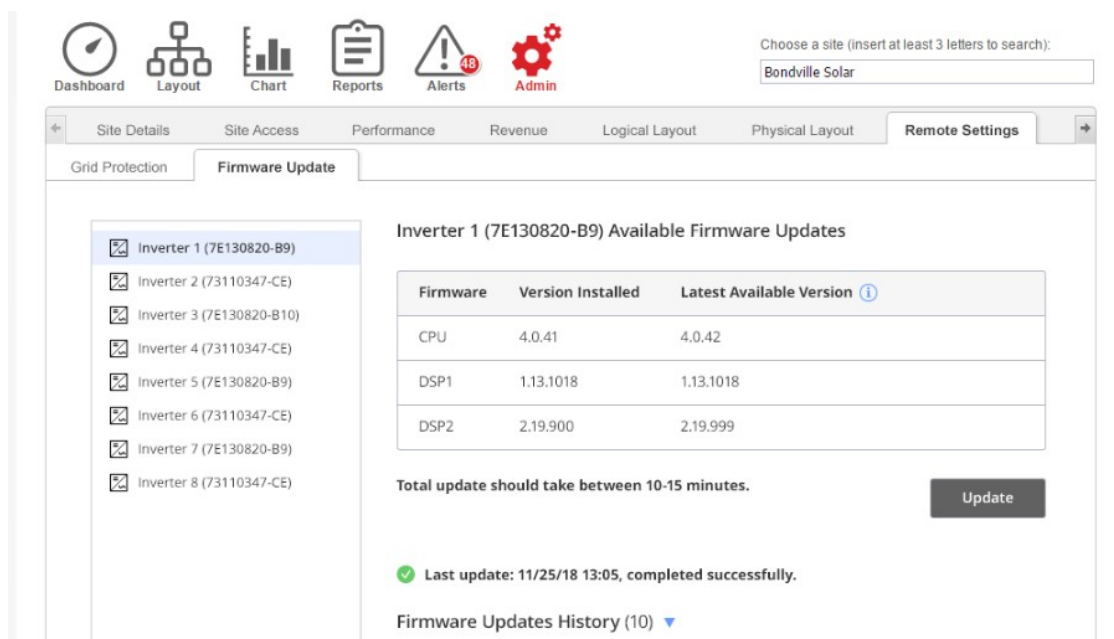 Choose a site (insert at least 3 letters to search):
Bondville Solar
48
Dashboard Layout Chart Reports Alerts Admin
Site Details Site Access Performance Revenue Logical Layout Physical Layout Remote Settings
Grid Protection Firmware Update
Inverter 1 (7E130820-B9)
Inverter 2 (73110347-CE)
Inverter 3 (7E130820-B10)
Inverter 4 (73110347-CE)
Inverter 5 (7E130820-B9)
Inverter 6 (73110347-CE)
Inverter 7 (7E130820-B9)
Inverter 8 (73110347-CE)
Inverter 1 (7E130820-B9) Available Firmware Updates
Firmware Version Installed Latest Available Version i
CPU 4.0.41 4.0.42
DSP1 1.13.1018 1.13.1018
DSP2 2.19.900 2.19.999
Total update should take between 10-15 minutes.
Update
Last update: 11/25/18 13:05, completed successfully.
Firmware Updates History (10)